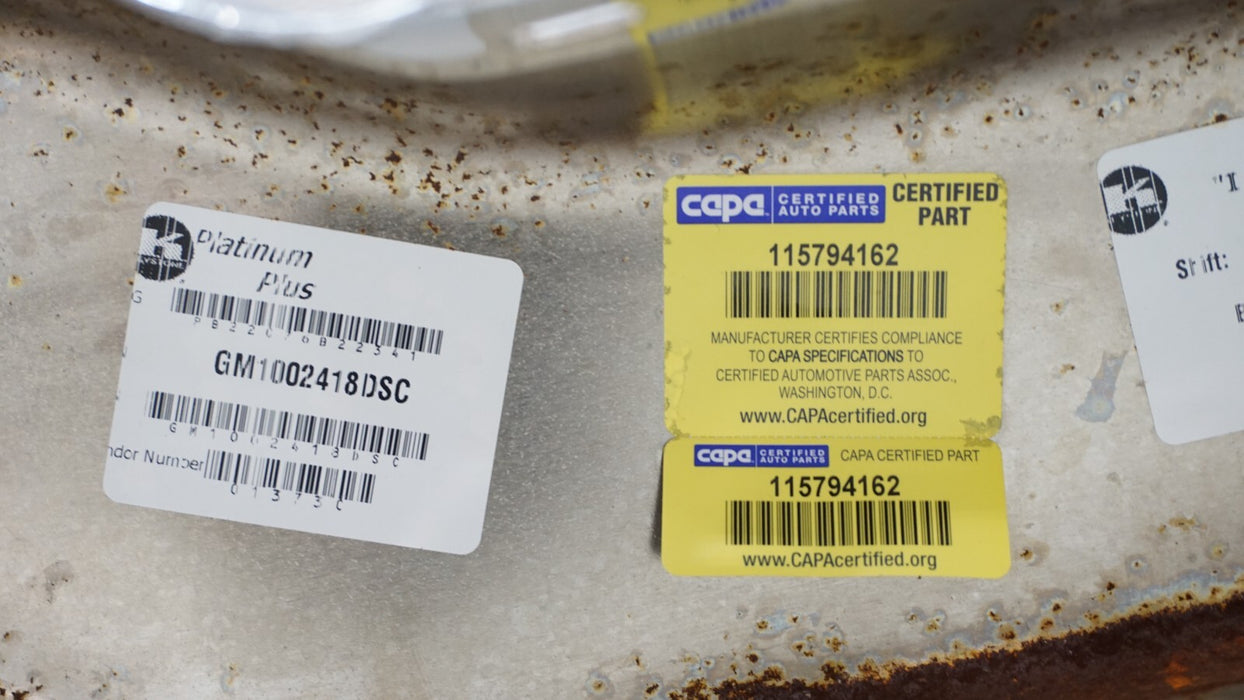 Platinum
Plus
G
GM1002418DSC
GM1002418DSC
ndor Number
01373C
capa CERTIFIED
AUTO PARTS
CERTIFIED
PART
115794162
MANUFACTURER CERTIFIES COMPLIANCE
TO CAPA SPECIFICATIONS TO
CERTIFIED AUTOMOTIVE PARTS ASSOC.,
WASHINGTON, D.C.
www.CAPAcertified.org
capa CERTIFIED
AUTO PARTS
CAPA CERTIFIED PART
115794162
www.CAPAcertified.org
"I
Shift: